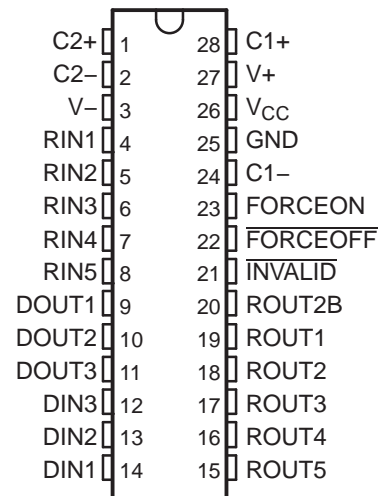 C2+ 1 28 C1+
C2− 2 27 V+
V− 3 26 VCC
RIN1 4 25 GND
RIN2 5 24 C1−
RIN3 6 23 FORCEON
RIN4 7 22 FORCEOFF
RIN5 8 21 INVALID
DOUT1 9 20 ROUT2B
DOUT2 10 19 ROUT1
DOUT3 11 18 ROUT2
DIN3 12 17 ROUT3
DIN2 13 16 ROUT4
DIN1 14 15 ROUT5